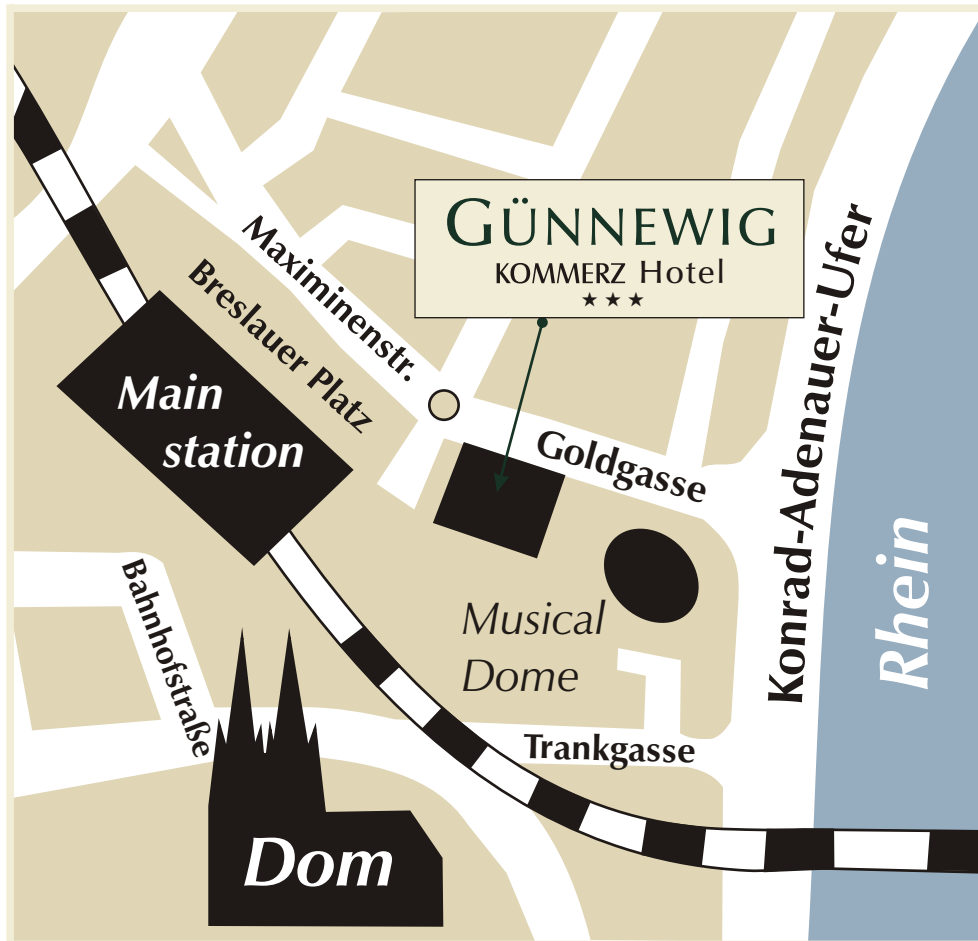 GÜNNEWIG
KOMMERZ Hotel
★★★
Maximinenstr.
Breslauer Platz
Main
station
Goldgasse
Konrad-Adenauer-Ufer
Rhein
Bahnhofstraße
Musical
Dome
Trankgasse
Dom